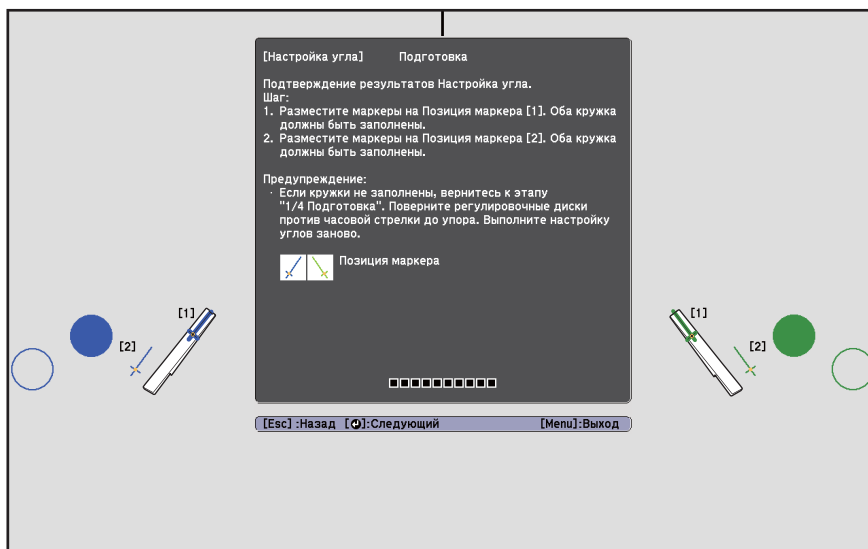 [Настройка угла] Подготовка
Подтверждение результатов Настройка угла.
Шаг:
1. Разместите маркеры на Позиция маркера [1]. Оба кружка
должны быть заполнены.
2. Разместите маркеры на Позиция маркера [2]. Оба кружка
должны быть заполнены.
Предупреждение:
· Если кружки не заполнены, вернитесь к этапу
"1/4 Подготовка". Поверните регулировочные диски
против часовой стрелки до упора. Выполните настройку
углов заново.
Позиция маркера
[1] [1]
[2] [2]
[Esc] :Назад [↵]:Следующий [Menu]:Выход